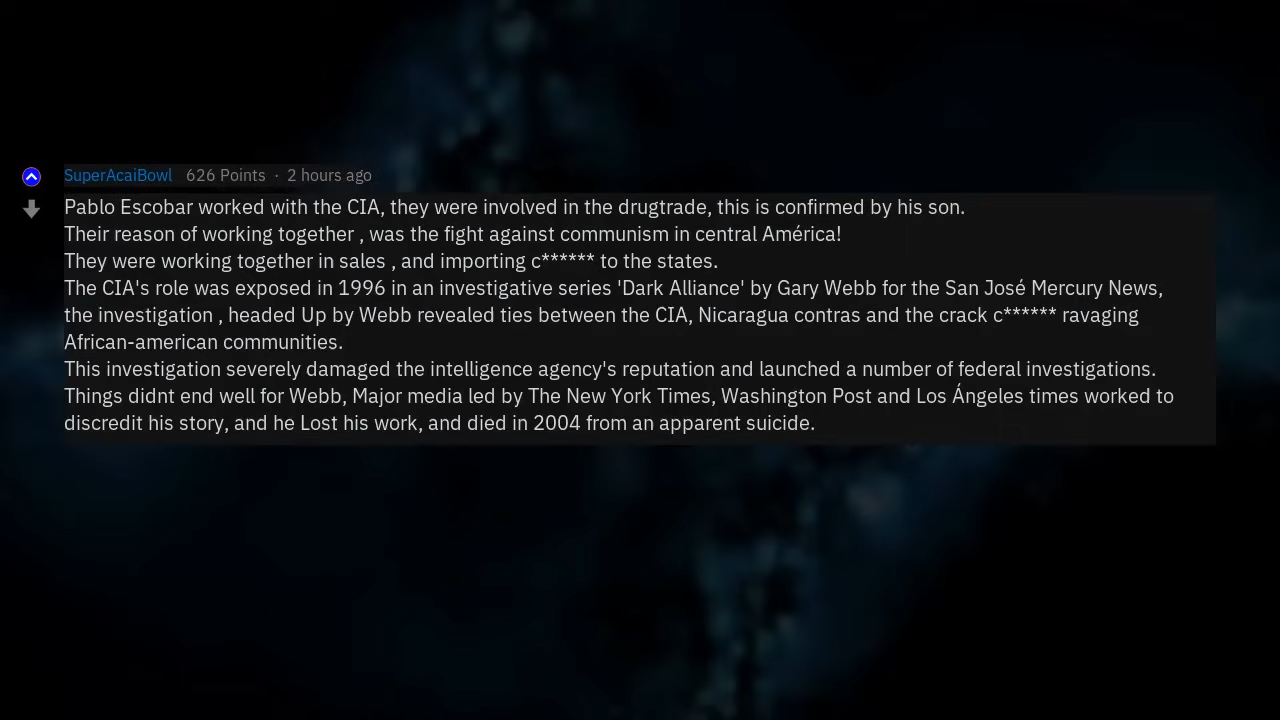 SuperAcaiBowl 626 Points · 2 hours ago
Pablo Escobar worked with the CIA, they were involved in the drugtrade, this is confirmed by his son.
Their reason of working together , was the fight against communism in central América!
They were working together in sales , and importing c****** to the states.
The CIA's role was exposed in 1996 in an investigative series 'Dark Alliance' by Gary Webb for the San José Mercury News,
the investigation , headed Up by Webb revealed ties between the CIA, Nicaragua contras and the crack c****** ravaging
African-american communities.
This investigation severely damaged the intelligence agency's reputation and launched a number of federal investigations.
Things didnt end well for Webb, Major media led by The New York Times, Washington Post and Los Ángeles times worked to
discredit his story, and he Lost his work, and died in 2004 from an apparent suicide.